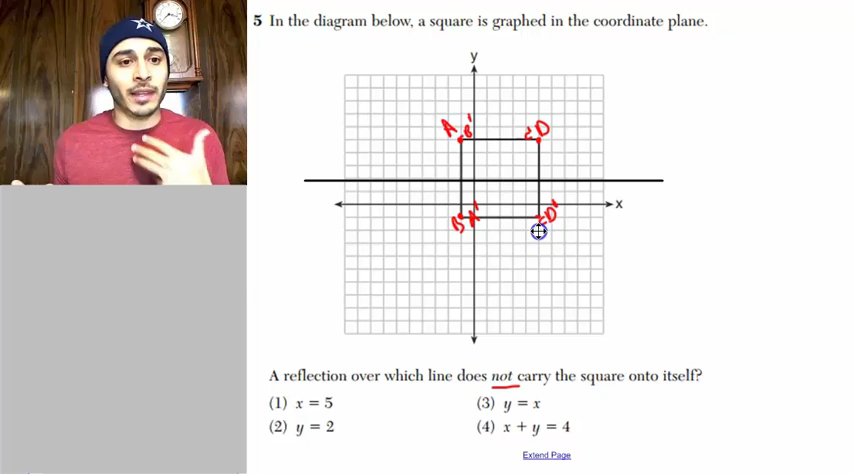 5 In the diagram below, a square is graphed in the coordinate plane.
y
A B' D
x
B A' D'
A reflection over which line does not carry the square onto itself?
(1) x = 5 (3) y = x
(2) y = 2 (4) x + y = 4
Extend Page